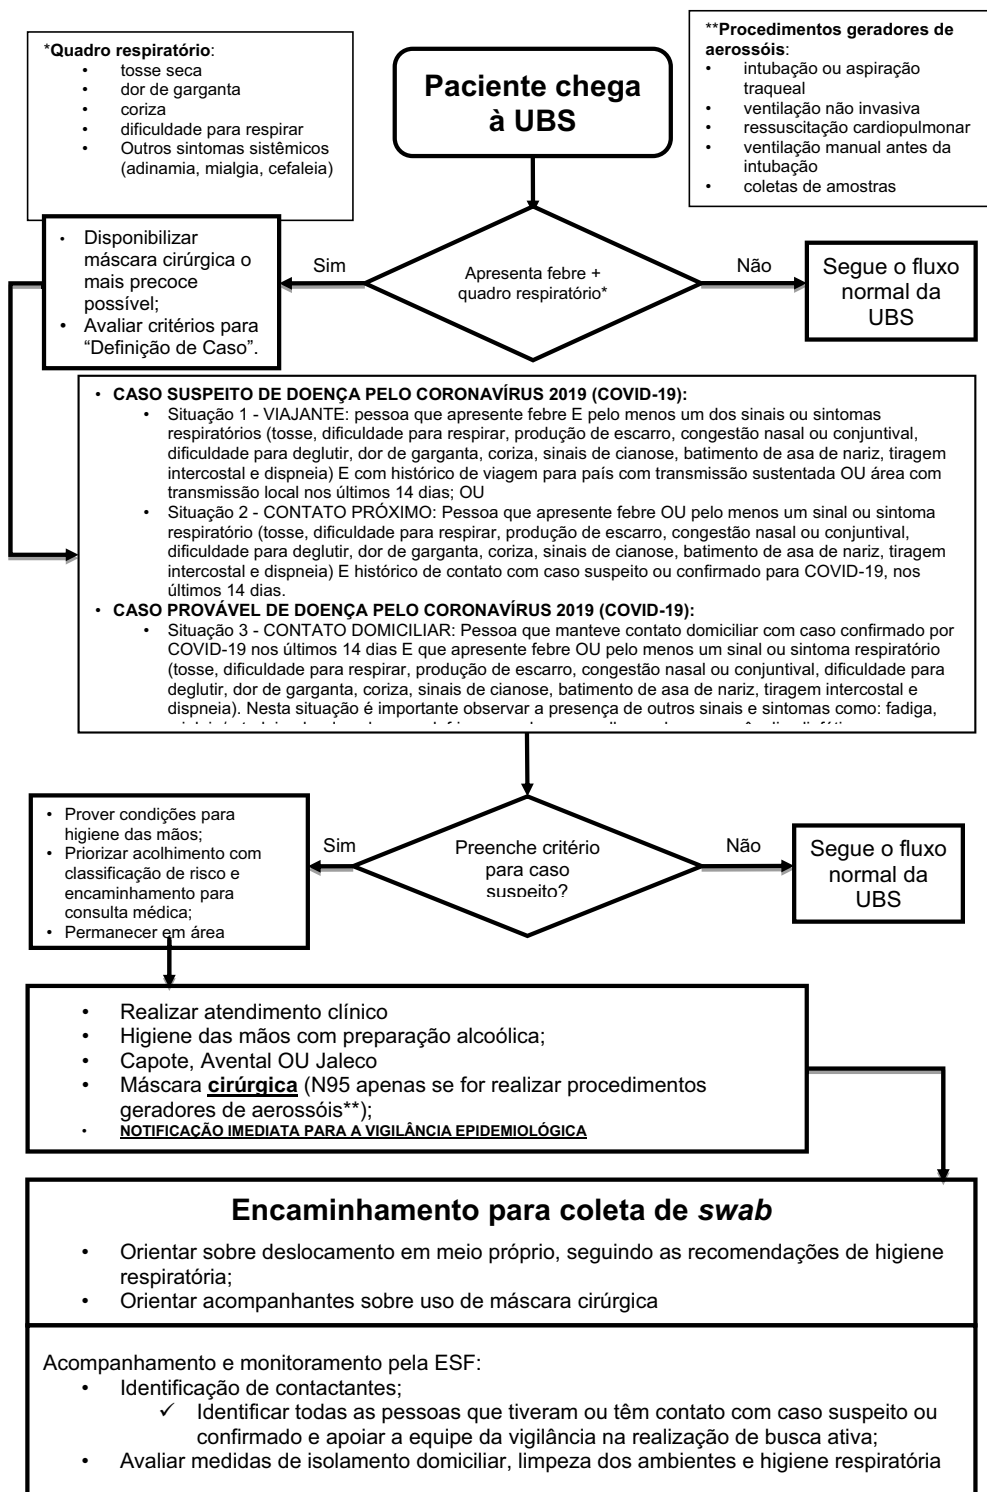 *Quadro respiratório:
• tosse seca
• dor de garganta
• coriza
• dificuldade para respirar
• Outros sintomas sistêmicos
(adinamia, mialgia, cefaleia)
Paciente chega
à UBS
**Procedimentos geradores de
aerossóis:
• intubação ou aspiração
traqueal
• ventilação não invasiva
• ressuscitação cardiopulmonar
• ventilação manual antes da
intubação
• coletas de amostras
• Disponibilizar
máscara cirúrgica o
mais precoce
possível;
• Avaliar critérios para
“Definição de Caso”.
Sim
Apresenta febre +
quadro respiratório*
Não
Segue o fluxo
normal da
UBS
• CASO SUSPEITO DE DOENÇA PELO CORONAVÍRUS 2019 (COVID-19):
• Situação 1 - VIAJANTE: pessoa que apresente febre E pelo menos um dos sinais ou sintomas
respiratórios (tosse, dificuldade para respirar, produção de escarro, congestão nasal ou conjuntival,
dificuldade para deglutir, dor de garganta, coriza, sinais de cianose, batimento de asa de nariz, tiragem
intercostal e dispneia) E com histórico de viagem para país com transmissão sustentada OU área com
transmissão local nos últimos 14 dias; OU
• Situação 2 - CONTATO PRÓXIMO: Pessoa que apresente febre OU pelo menos um sinal ou sintoma
respiratório (tosse, dificuldade para respirar, produção de escarro, congestão nasal ou conjuntival,
dificuldade para deglutir, dor de garganta, coriza, sinais de cianose, batimento de asa de nariz, tiragem
intercostal e dispneia) E histórico de contato com caso suspeito ou confirmado para COVID-19, nos
últimos 14 dias.
• CASO PROVÁVEL DE DOENÇA PELO CORONAVÍRUS 2019 (COVID-19):
• Situação 3 - CONTATO DOMICILIAR: Pessoa que manteve contato domiciliar com caso confirmado por
COVID-19 nos últimos 14 dias E que apresente febre OU pelo menos um sinal ou sintoma respiratório
(tosse, dificuldade para respirar, produção de escarro, congestão nasal ou conjuntival, dificuldade para
deglutir, dor de garganta, coriza, sinais de cianose, batimento de asa de nariz, tiragem intercostal e
dispneia). Nesta situação é importante observar a presença de outros sinais e sintomas como: fadiga,
• Prover condições para
higiene das mãos;
• Priorizar acolhimento com
classificação de risco e
encaminhamento para
consulta médica;
• Permanecer em área
Sim
Preenche critério
para caso
suspeito?
Não
Segue o fluxo
normal da
UBS
• Realizar atendimento clínico
• Higiene das mãos com preparação alcoólica;
• Capote, Avental OU Jaleco
• Máscara cirúrgica (N95 apenas se for realizar procedimentos
geradores de aerossóis**);
• NOTIFICAÇÃO IMEDIATA PARA A VIGILÂNCIA EPIDEMIOLÓGICA
Encaminhamento para coleta de swab
• Orientar sobre deslocamento em meio próprio, seguindo as recomendações de higiene
respiratória;
• Orientar acompanhantes sobre uso de máscara cirúrgica
Acompanhamento e monitoramento pela ESF:
• Identificação de contactantes;
✓ Identificar todas as pessoas que tiveram ou têm contato com caso suspeito ou
confirmado e apoiar a equipe da vigilância na realização de busca ativa;
• Avaliar medidas de isolamento domiciliar, limpeza dos ambientes e higiene respiratória